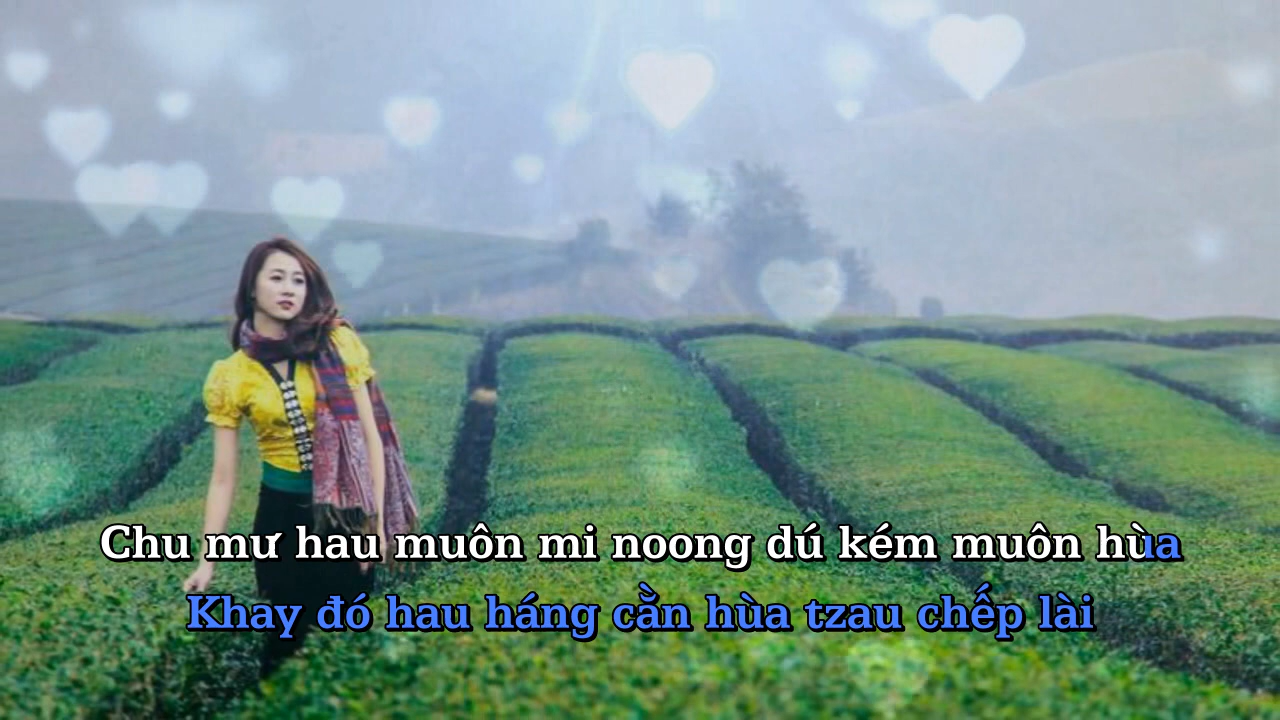 Chu mư hau muôn mi noong dú kém muôn hùa
Khay đó hau háng cằn hùa tzau chếp lài